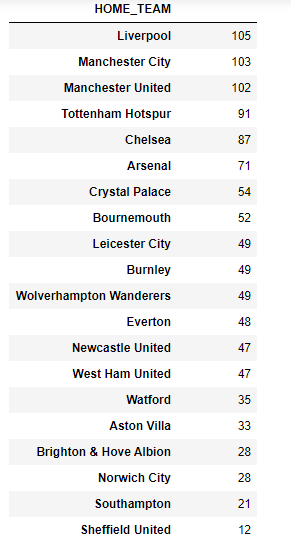 HOME_TEAM
Liverpool 105
Manchester City 103
Manchester United 102
Tottenham Hotspur 91
Chelsea 87
Arsenal 71
Crystal Palace 54
Bournemouth 52
Leicester City 49
Burnley 49
Wolverhampton Wanderers 49
Everton 48
Newcastle United 47
West Ham United 47
Watford 35
Aston Villa 33
Brighton & Hove Albion 28
Norwich City 28
Southampton 21
Sheffield United 12